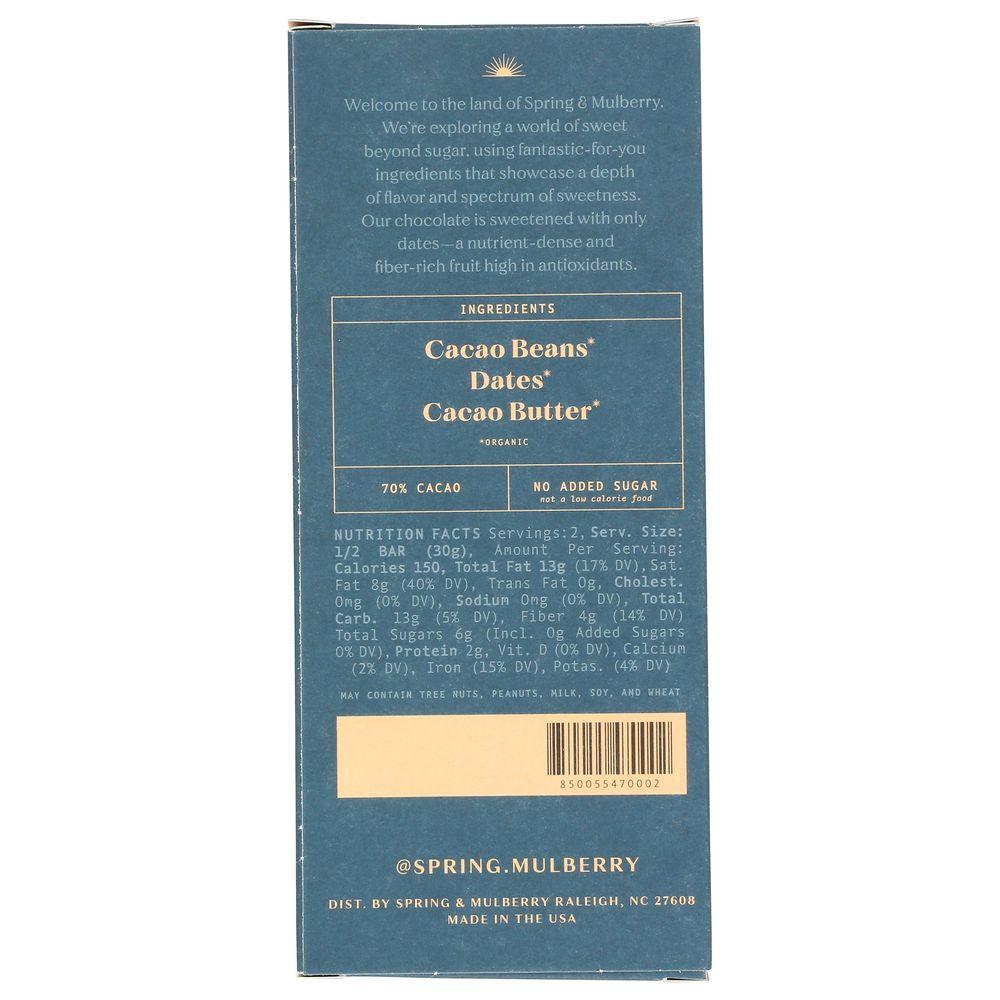 Welcome to the land of Spring & Mulberry.
We're exploring a world of sweet
beyond sugar, using fantastic-for-you
ingredients that showcase a depth
of flavor and spectrum of sweetness.
Our chocolate is sweetened with only
dates—a nutrient-dense and
fiber-rich fruit high in antioxidants.
INGREDIENTS
Cacao Beans*
Dates*
Cacao Butter*
*ORGANIC
70% CACAO
NO ADDED SUGAR
not a low calorie food
NUTRITION FACTS Servings: 2, Serv. Size:
1/2 BAR (30g), Amount Per Serving:
Calories 150, Total Fat 13g (17% DV), Sat.
Fat 8g (40% DV), Trans Fat 0g, Cholest.
0mg (0% DV), Sodium 0mg (0% DV), Total
Carb. 13g (5% DV), Fiber 4g (14% DV)
Total Sugars 6g (Incl. 0g Added Sugars
0% DV), Protein 2g, Vit. D (0% DV), Calcium
(2% DV), Iron (15% DV), Potas. (4% DV)
MAY CONTAIN TREE NUTS, PEANUTS, MILK, SOY, AND WHEAT
850055470002
@SPRING.MULBERRY
DIST. BY SPRING & MULBERRY RALEIGH, NC 27608
MADE IN THE USA